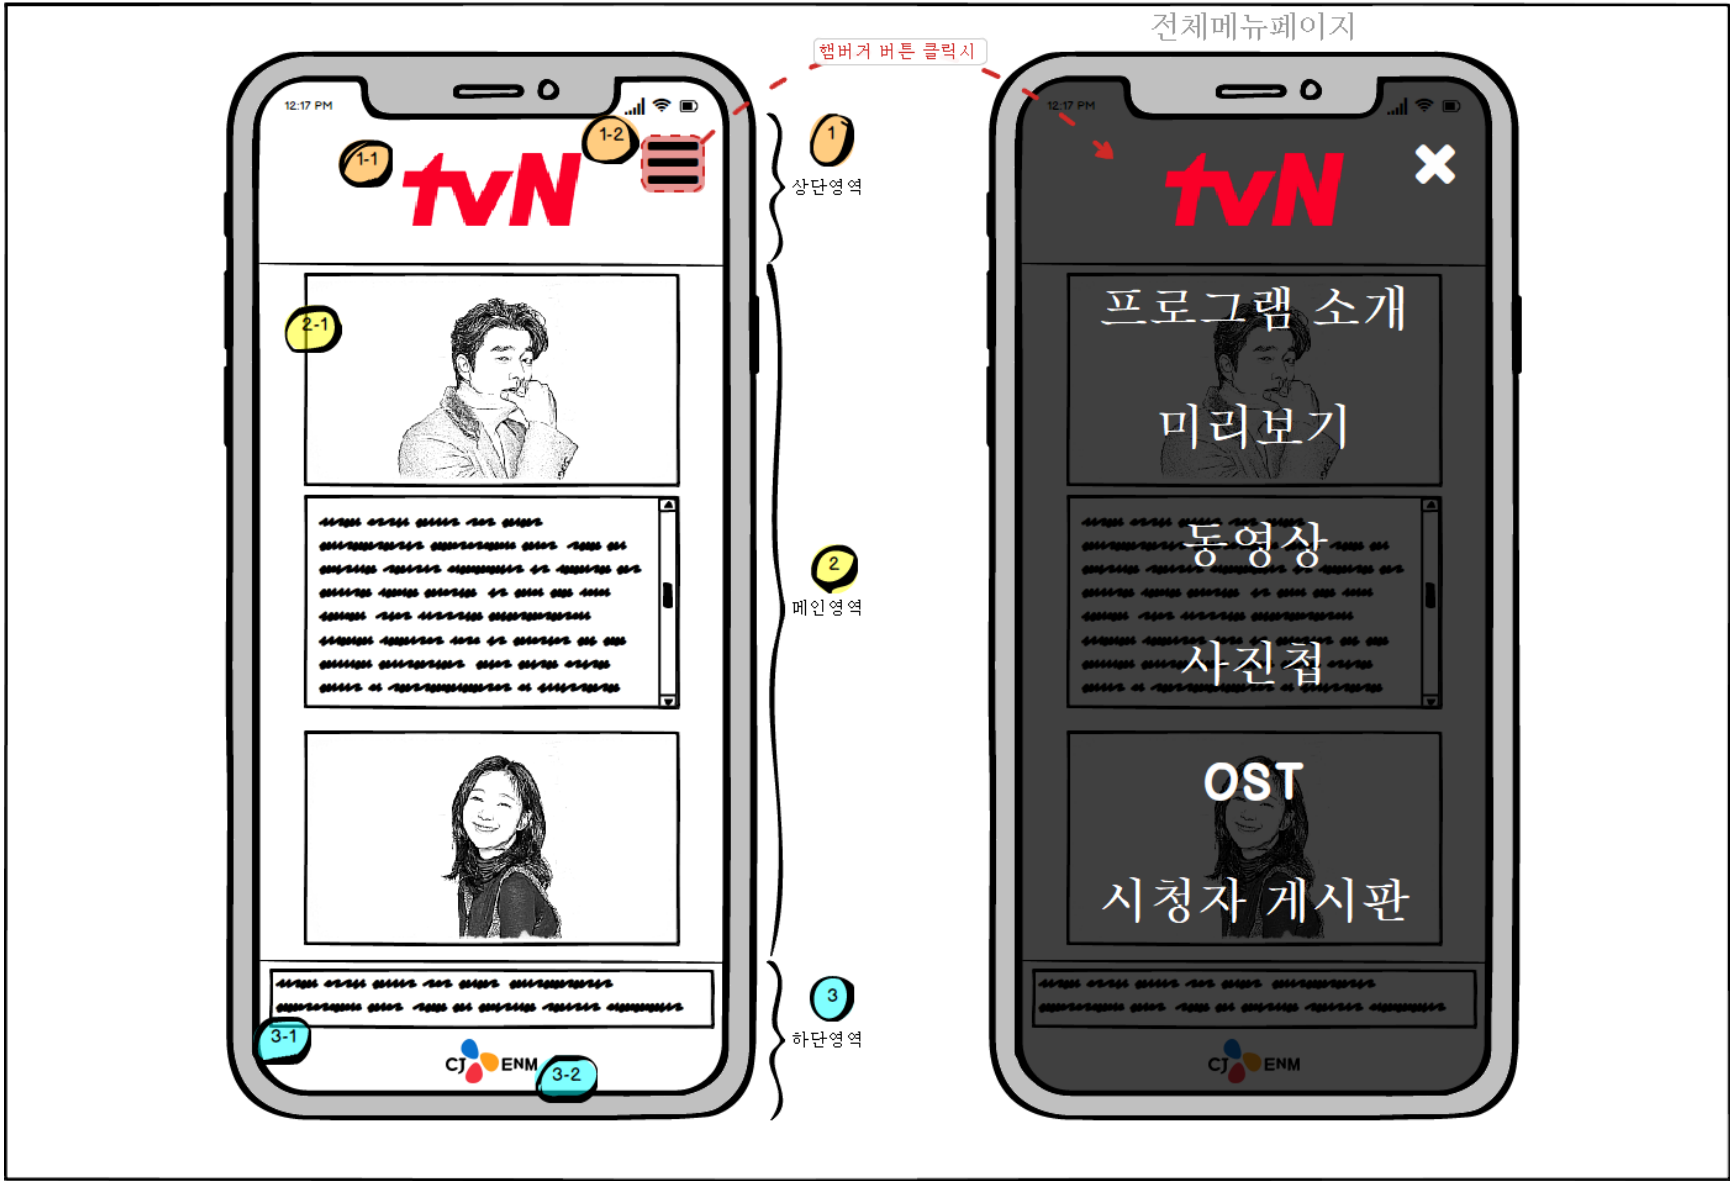 전체메뉴페이지
햄버거 버튼 클릭시
12:17 PM
1-1
1-2
tvN
1
상단영역
2-1
2
메인영역
3
하단영역
3-1
CJ ENM
3-2
12:17 PM
tvN
프로그램 소개
미리보기
동영상
사진첩
OST
시청자 게시판
CJ ENM